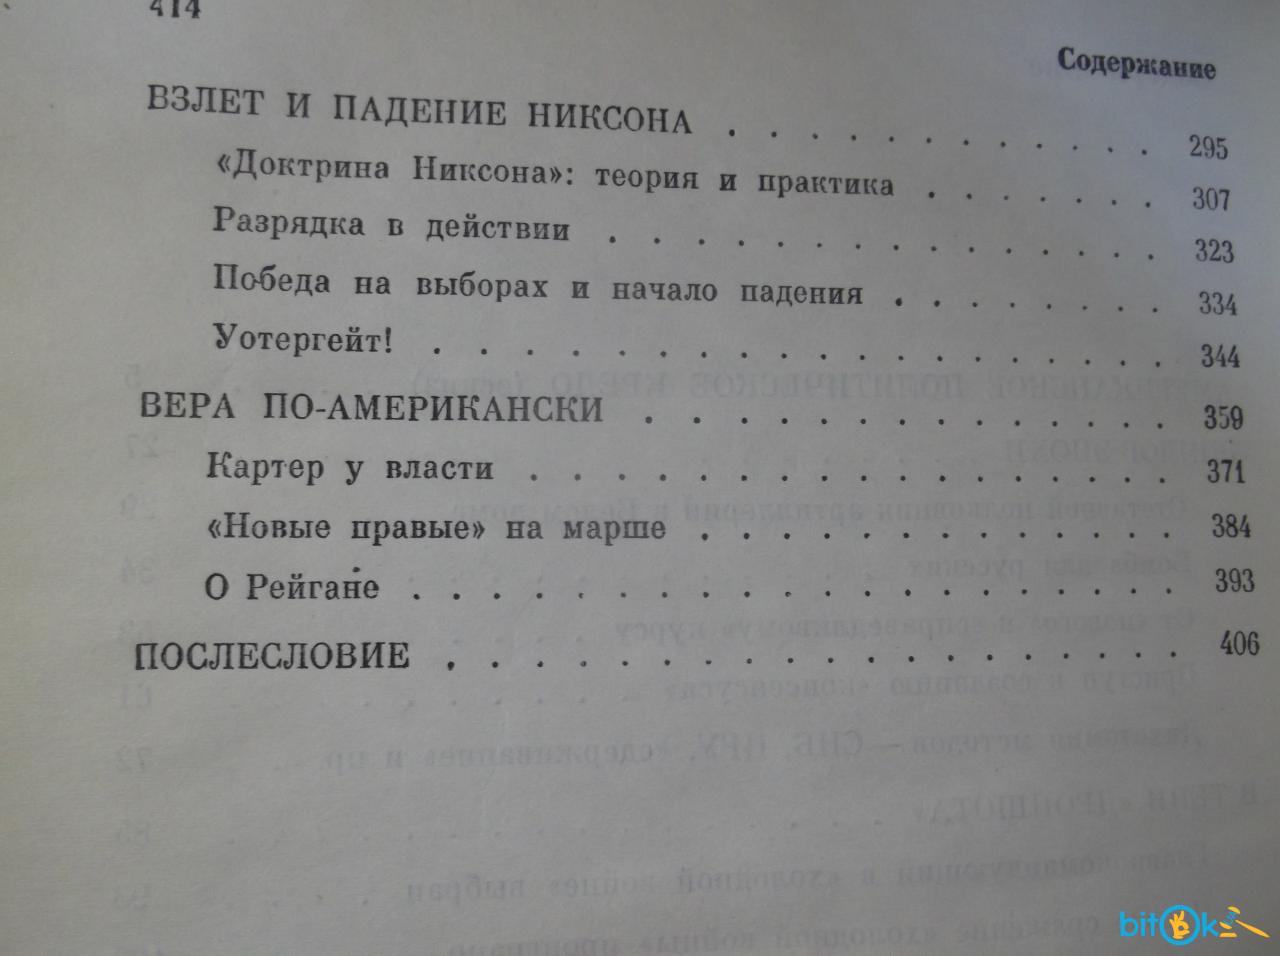 414
Содержание
ВЗЛЕТ И ПАДЕНИЕ НИКСОНА . . . . . . . . . . . 295
«Доктрина Никсона»: теория и практика . . . . . . 307
Разрядка в действии . . . . . . . . . . . . . 323
Победа на выборах и начало падения . . . . . . . 334
Уотергейт! . . . . . . . . . . . . . . . . 344
ВЕРА ПО-АМЕРИКАНСКИ . . . . . . . . . . . . 359
Картер у власти . . . . . . . . . . . . . . . 371
«Новые правые» на марше . . . . . . . . . . . 384
О Рейгане . . . . . . . . . . . . . . . . . 393
ПОСЛЕСЛОВИЕ . . . . . . . . . . . . . . . . 406
bitok